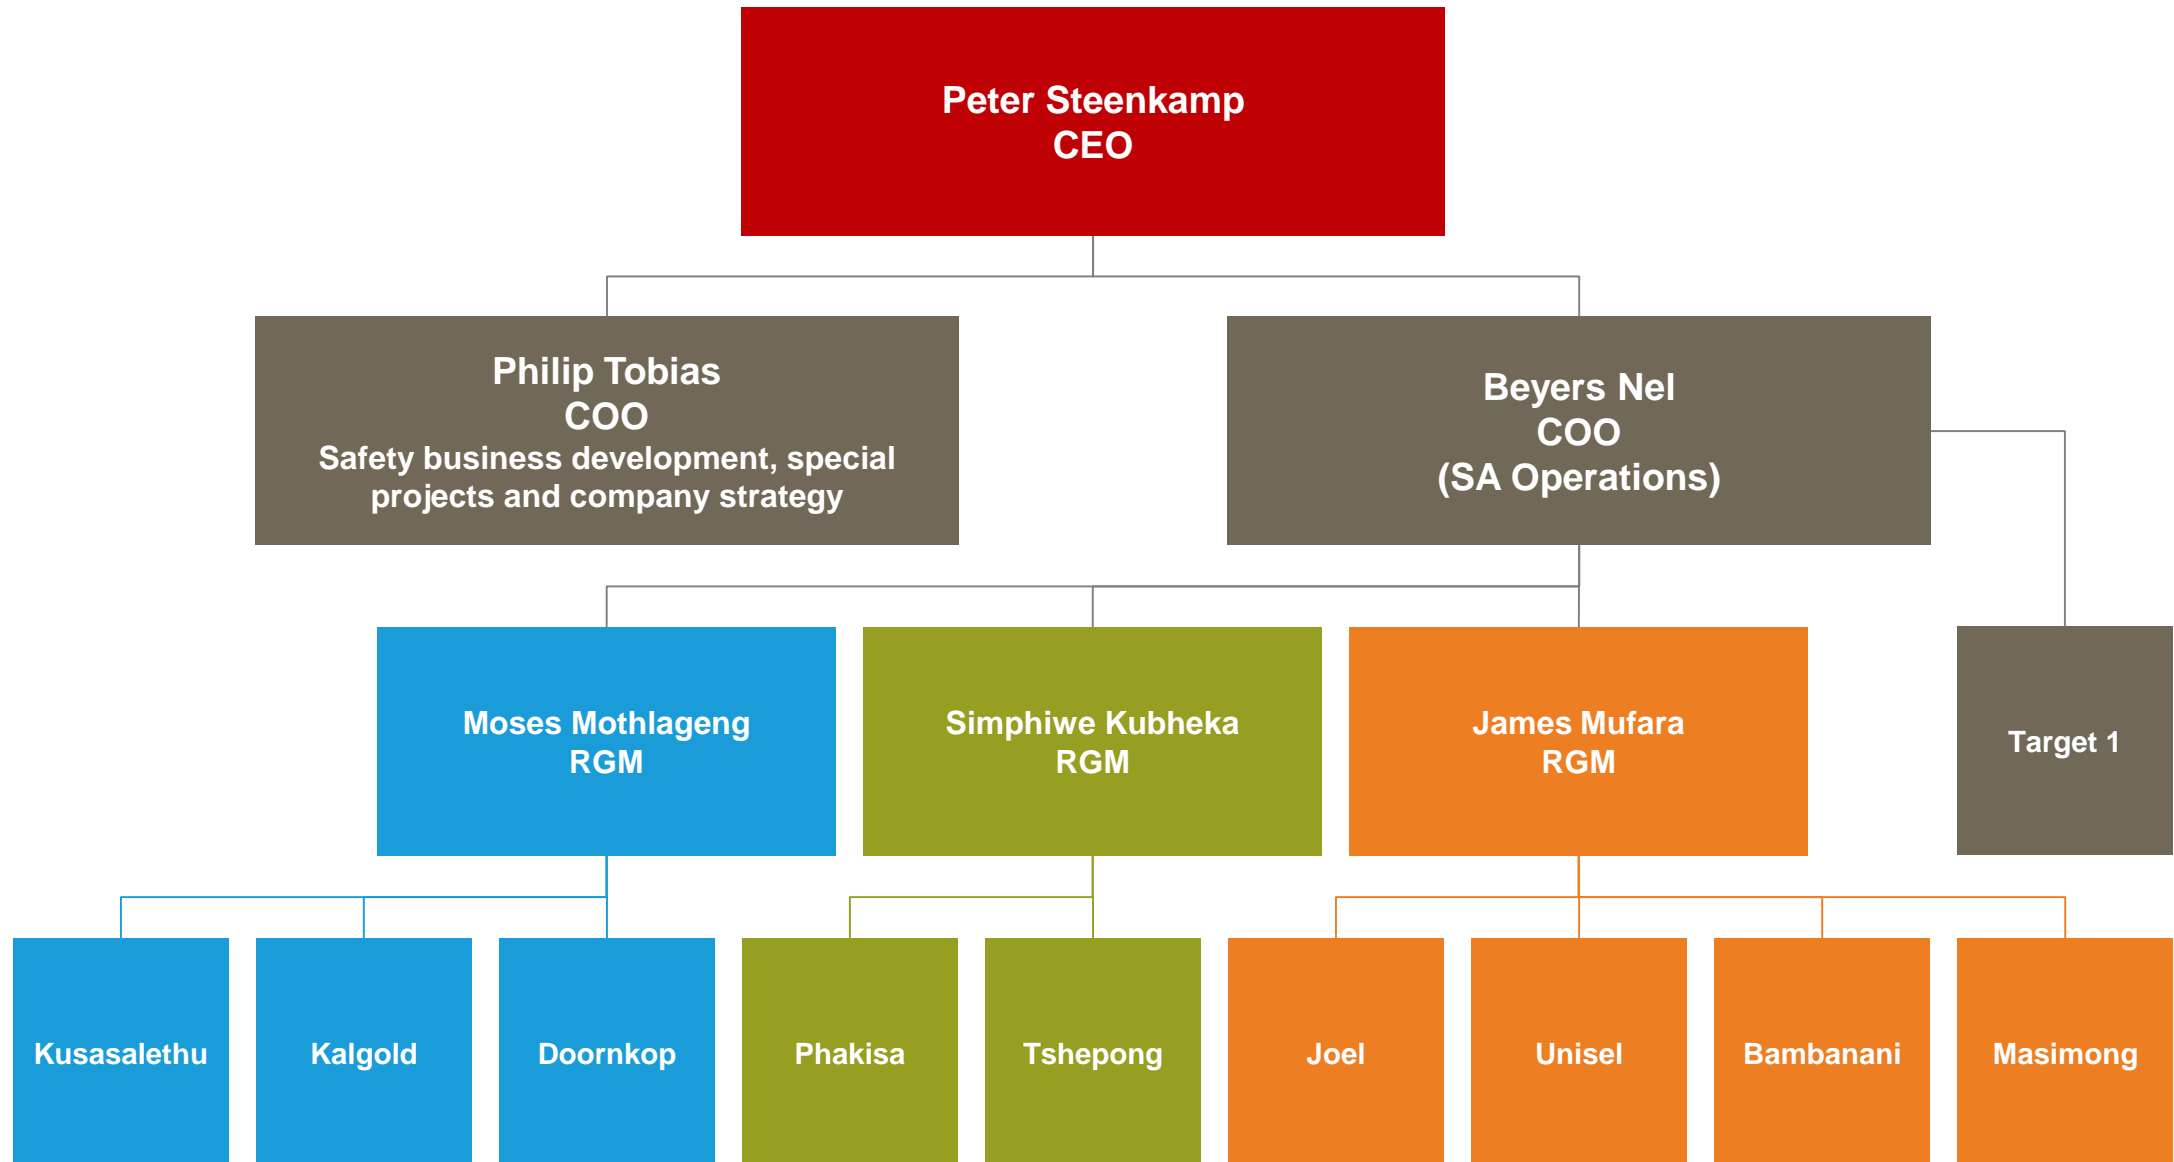 Peter Steenkamp
CEO
Philip Tobias
COO
Safety business development, special
projects and company strategy
Beyers Nel
COO
(SA Operations)
Moses Mothlageng
RGM
Simphiwe Kubheka
RGM
James Mufara
RGM
Target 1
Kusasalethu
Kalgold
Doornkop
Phakisa
Tshepong
Joel
Unisel
Bambanani
Masimong